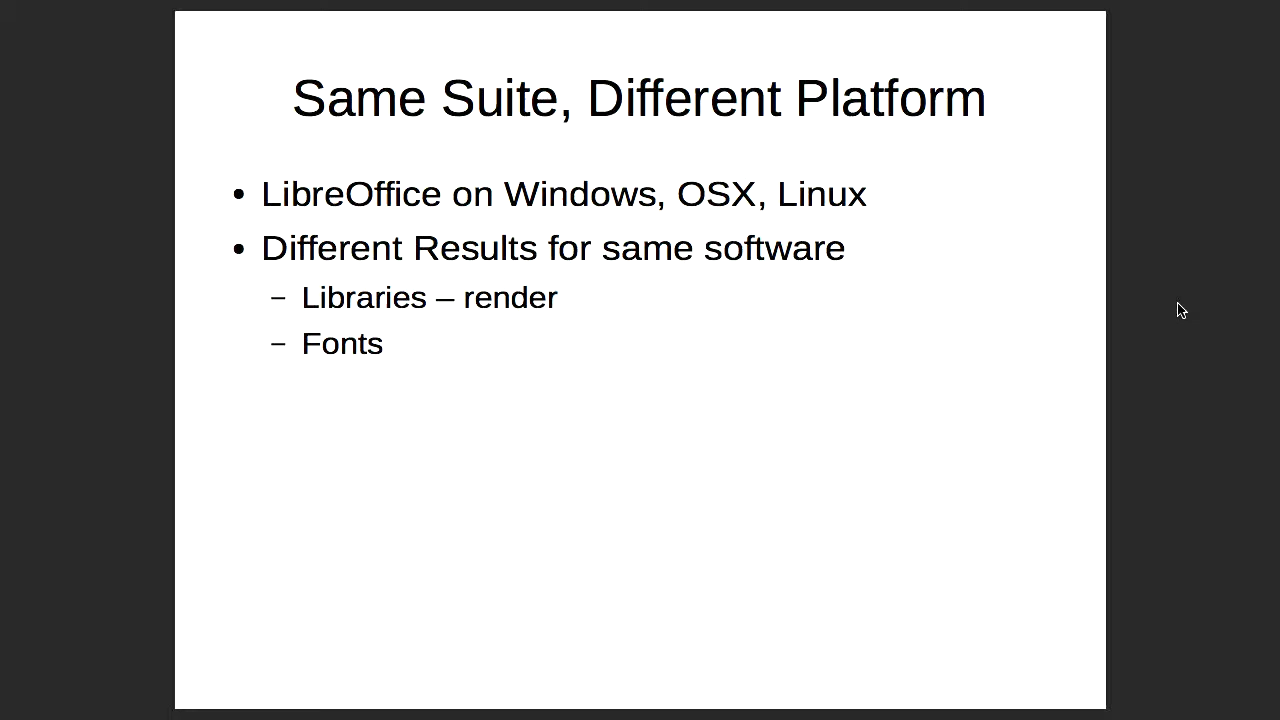 Same Suite, Different Platform
• LibreOffice on Windows, OSX, Linux
• Different Results for same software
– Libraries – render
– Fonts